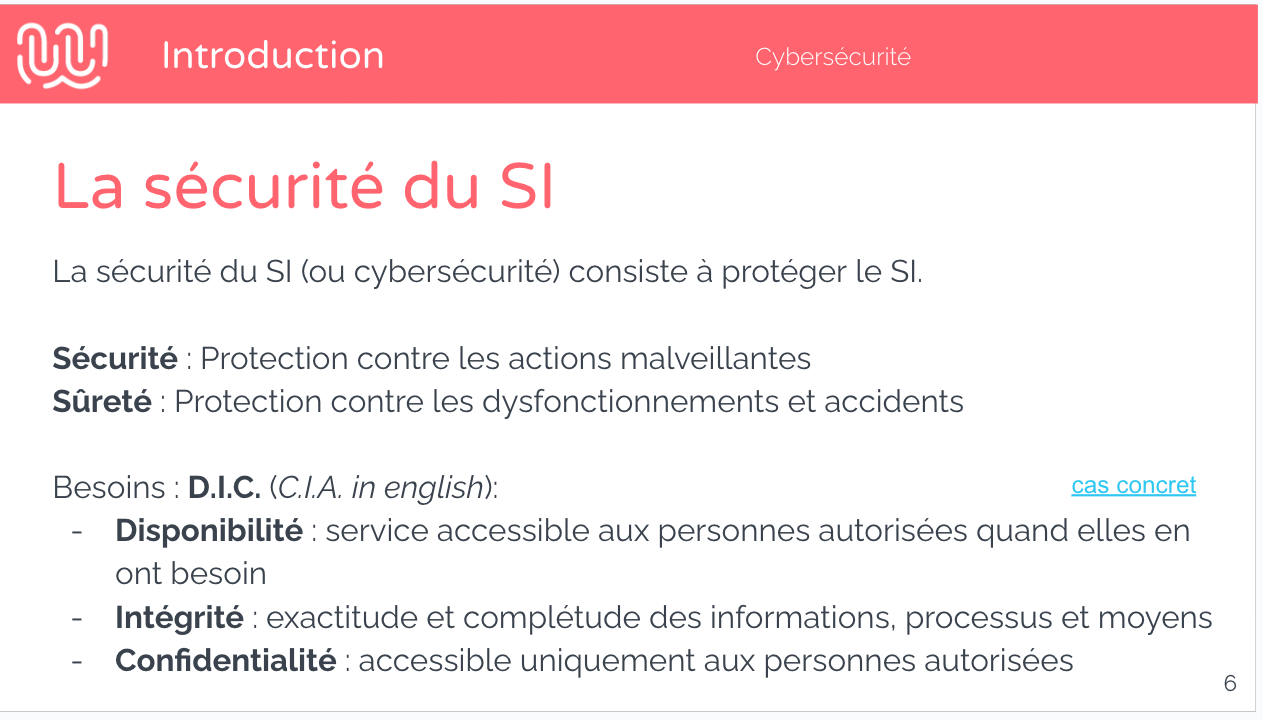 Introduction
Cybersécurité
La sécurité du SI
La sécurité du SI (ou cybersécurité) consiste à protéger le SI.
Sécurité : Protection contre les actions malveillantes
Sûreté : Protection contre les dysfonctionnements et accidents
Besoins : D.I.C. (C.I.A. in english):
cas concret
- Disponibilité : service accessible aux personnes autorisées quand elles en
ont besoin
- Intégrité : exactitude et complétude des informations, processus et moyens
- Confidentialité : accessible uniquement aux personnes autorisées
6